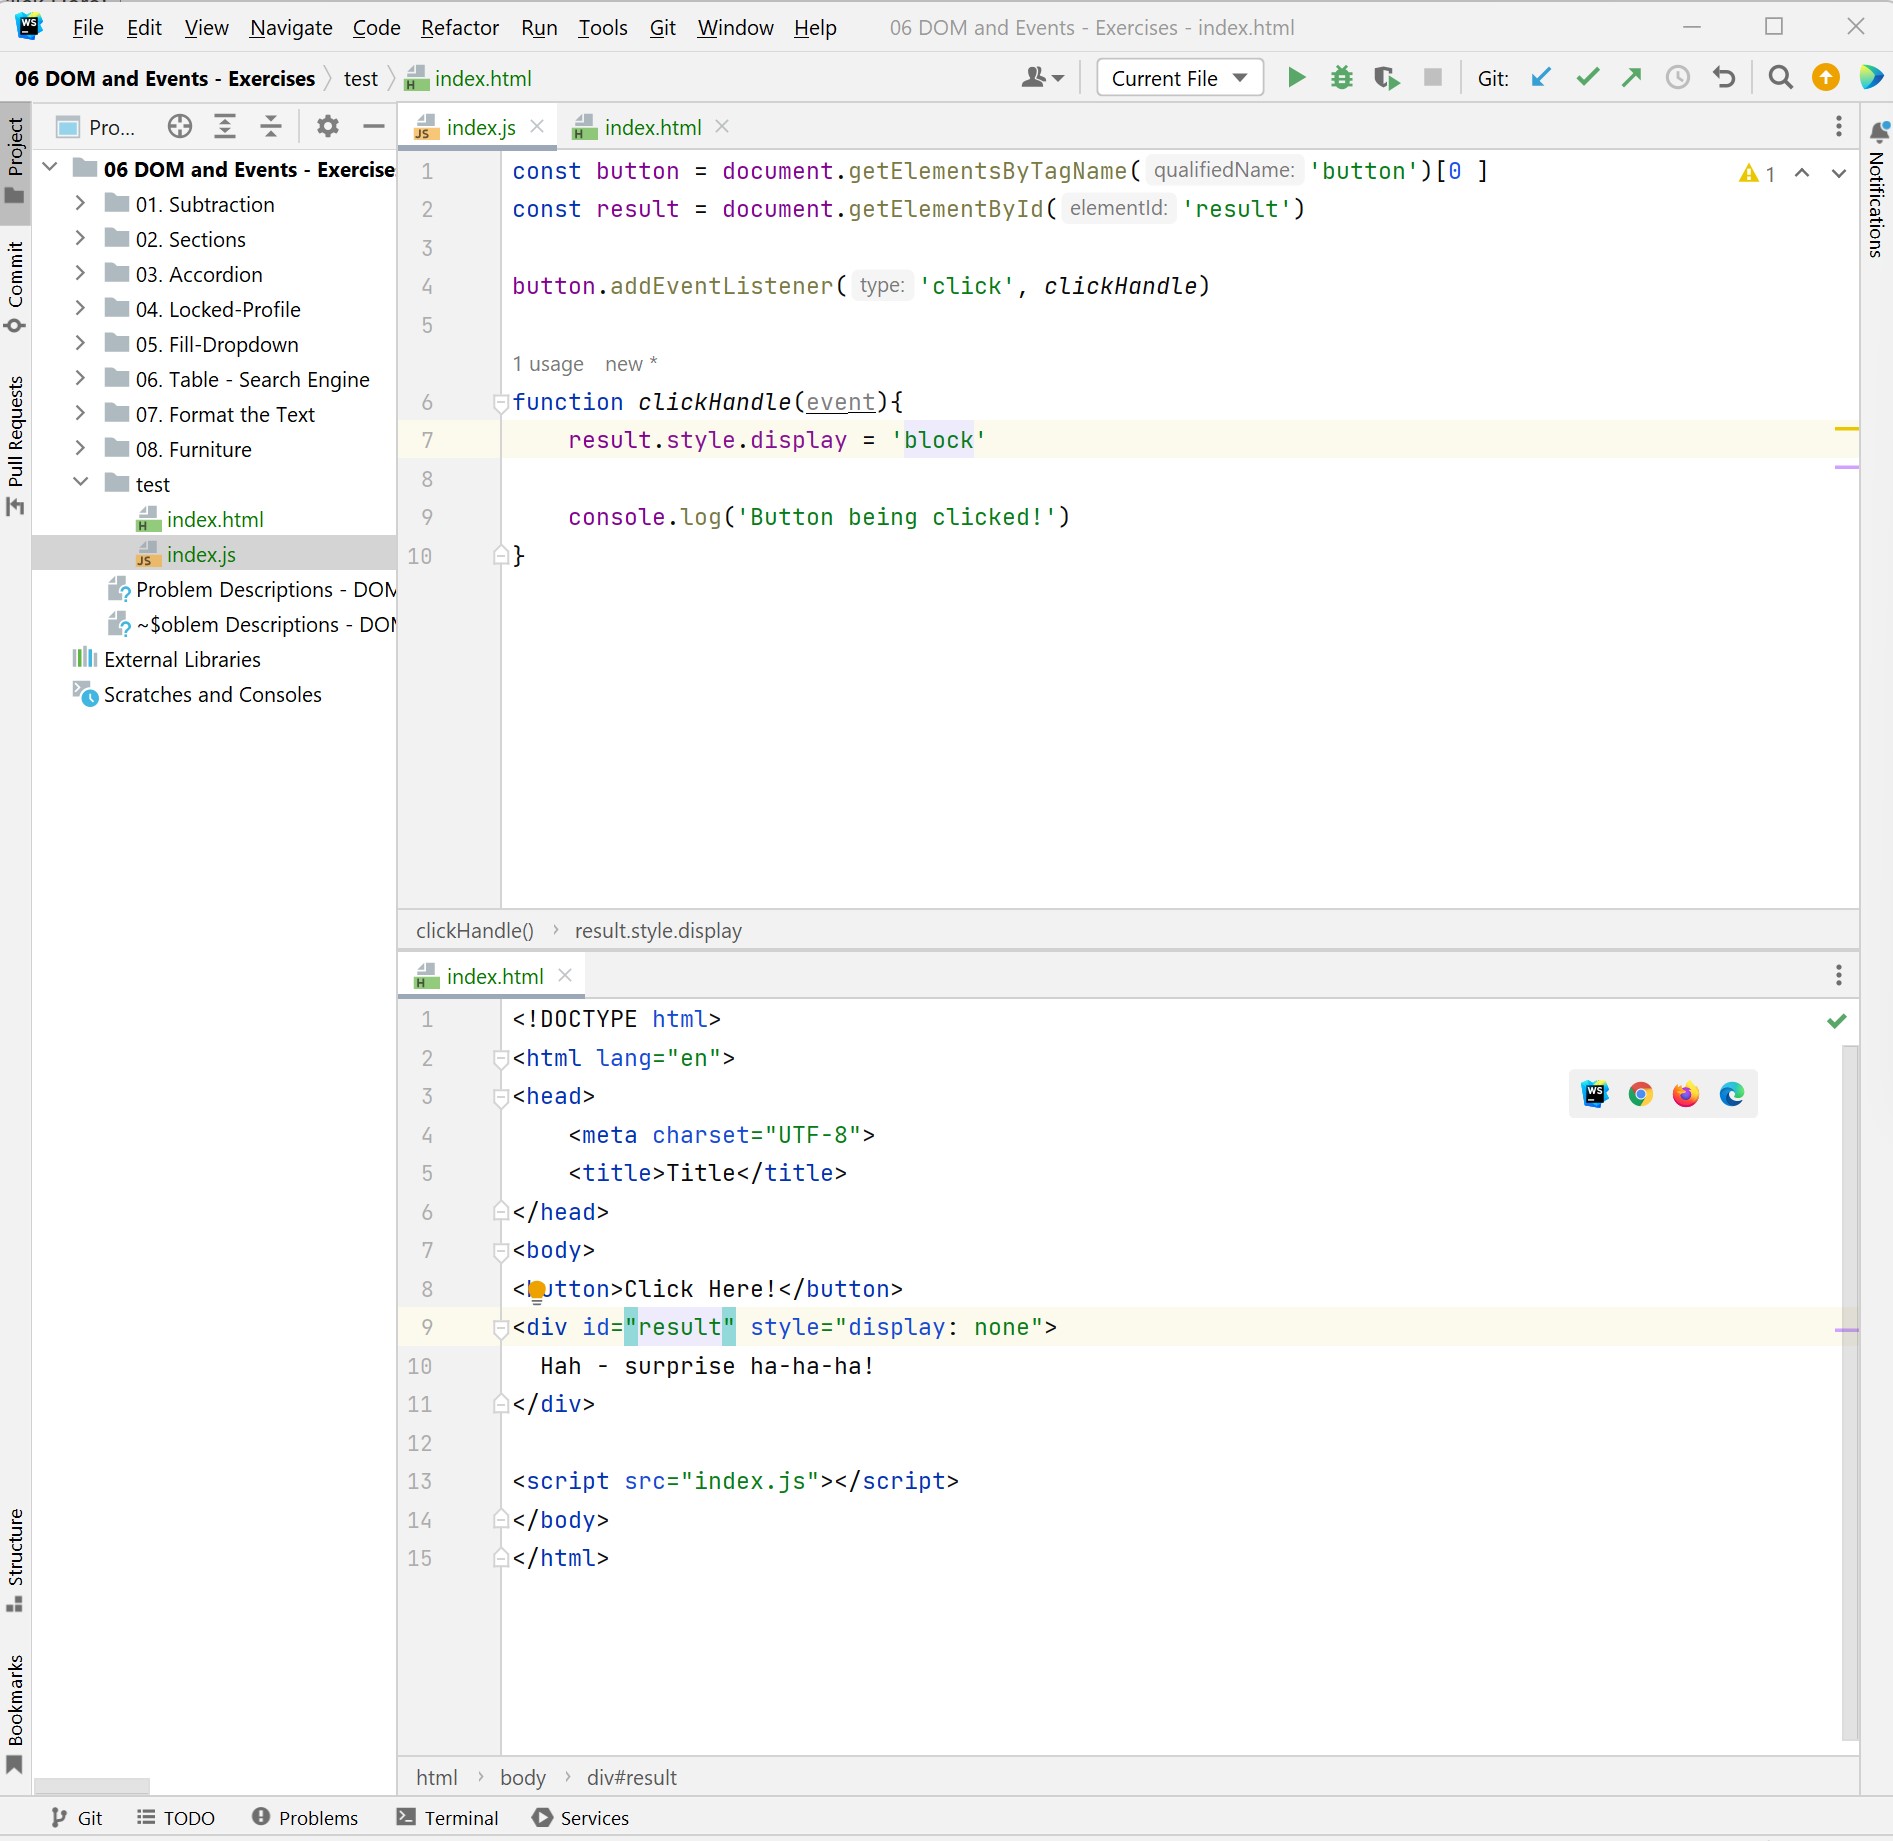 WS File Edit View Navigate Code Refactor Run Tools Git Window Help 06 DOM and Events - Exercises - index.html
06 DOM and Events - Exercises test index.html Current File Git:
Project
Commit
Pull Requests
Structure
Bookmarks
Pro...
06 DOM and Events - Exercise
01. Subtraction
02. Sections
03. Accordion
04. Locked-Profile
05. Fill-Dropdown
06. Table - Search Engine
07. Format the Text
08. Furniture
test
index.html
index.js
Problem Descriptions - DOM
~$oblem Descriptions - DOM
External Libraries
Scratches and Consoles
index.js index.html
1 const button = document.getElementsByTagName( qualifiedName: 'button')[0 ]
2 const result = document.getElementById( elementId: 'result')
3
4 button.addEventListener( type: 'click', clickHandle)
5
1 usage new *
6 function clickHandle(event){
7 result.style.display = 'block'
8
9 console.log('Button being clicked!')
10 }
1
clickHandle() › result.style.display
index.html
1 <!DOCTYPE html>
2 <html lang="en">
3 <head>
4 <meta charset="UTF-8">
5 <title>Title</title>
6 </head>
7 <body>
8 <button>Click Here!</button>
9 <div id="result" style="display: none">
10 Hah - surprise ha-ha-ha!
11 </div>
12
13 <script src="index.js"></script>
14 </body>
15 </html>
WS
html › body › div#result
Notifications
Git TODO Problems Terminal Services